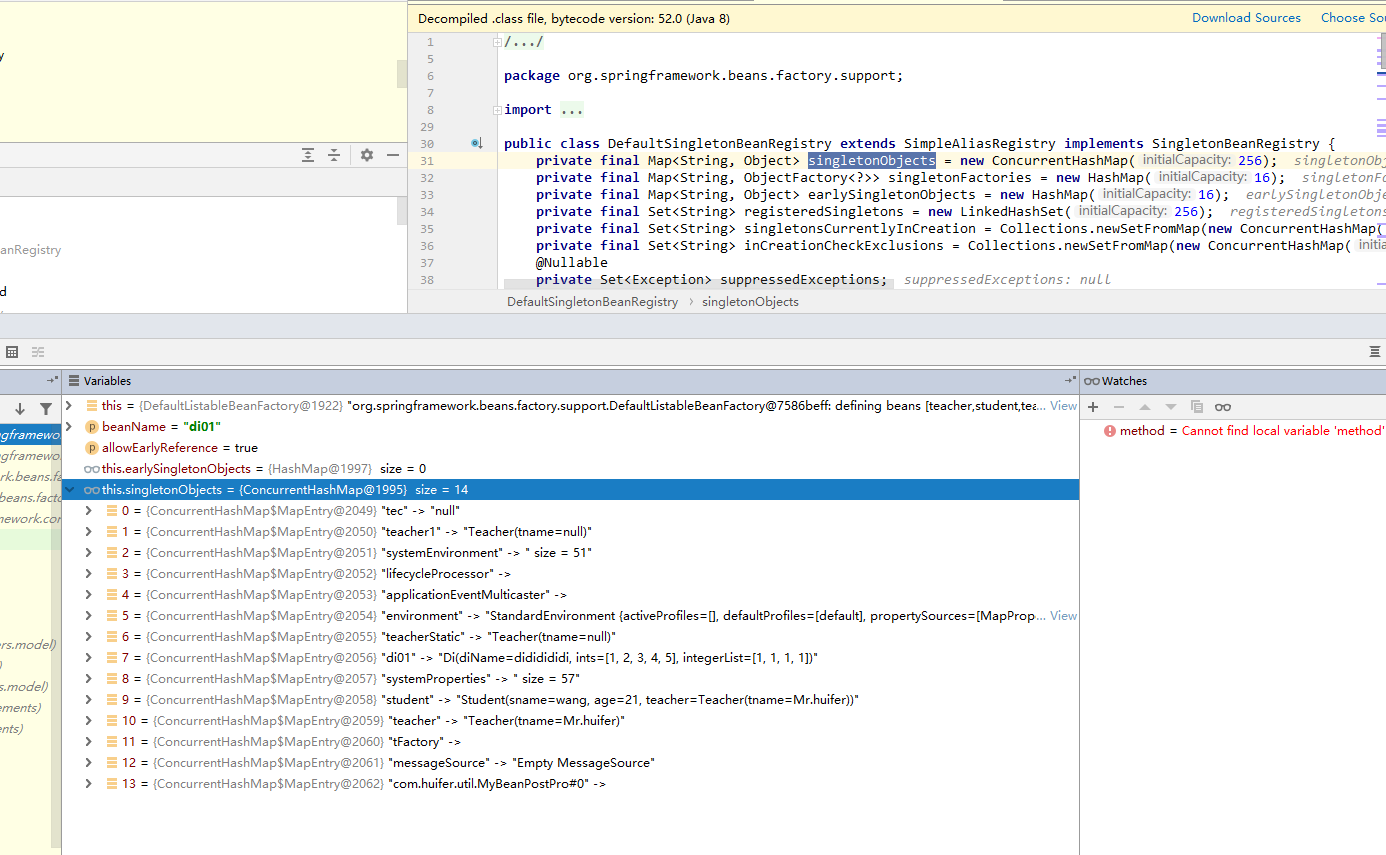 Decompiled .class file, bytecode version: 52.0 (Java 8) Download Sources Choose Sou
y
1 /.../
5
6 package org.springframework.beans.factory.support;
7
8 import ...
29
30 public class DefaultSingletonBeanRegistry extends SimpleAliasRegistry implements SingletonBeanRegistry {
31 private final Map<String, Object> singletonObjects = new ConcurrentHashMap( initialCapacity: 256); singletonObj
32 private final Map<String, ObjectFactory<?>> singletonFactories = new HashMap( initialCapacity: 16); singletonFa
33 private final Map<String, Object> earlySingletonObjects = new HashMap( initialCapacity: 16); earlySingletonObje
34 private final Set<String> registeredSingletons = new LinkedHashSet( initialCapacity: 256); registeredSingletons
35 private final Set<String> singletonsCurrentlyInCreation = Collections.newSetFromMap(new ConcurrentHashMap(
36 private final Set<String> inCreationCheckExclusions = Collections.newSetFromMap(new ConcurrentHashMap( initia
37 @Nullable
38 private Set<Exception> suppressedExceptions; suppressedExceptions: null
anRegistry
d
DefaultSingletonBeanRegistry › singletonObjects
Variables
Watches
this = {DefaultListableBeanFactory@1922} "org.springframework.beans.factory.support.DefaultListableBeanFactory@7586beff: defining beans [teacher,student,tea... View
beanName = "di01"
allowEarlyReference = true
this.earlySingletonObjects = {HashMap@1997} size = 0
this.singletonObjects = {ConcurrentHashMap@1995} size = 14
0 = {ConcurrentHashMap$MapEntry@2049} "tec" -> "null"
1 = {ConcurrentHashMap$MapEntry@2050} "teacher1" -> "Teacher(tname=null)"
2 = {ConcurrentHashMap$MapEntry@2051} "systemEnvironment" -> " size = 51"
3 = {ConcurrentHashMap$MapEntry@2052} "lifecycleProcessor" ->
4 = {ConcurrentHashMap$MapEntry@2053} "applicationEventMulticaster" ->
5 = {ConcurrentHashMap$MapEntry@2054} "environment" -> "StandardEnvironment {activeProfiles=[], defaultProfiles=[default], propertySources=[MapProp... View
6 = {ConcurrentHashMap$MapEntry@2055} "teacherStatic" -> "Teacher(tname=null)"
7 = {ConcurrentHashMap$MapEntry@2056} "di01" -> "Di(diName=didididi, ints=[1, 2, 3, 4, 5], integerList=[1, 1, 1, 1])"
8 = {ConcurrentHashMap$MapEntry@2057} "systemProperties" -> " size = 57"
9 = {ConcurrentHashMap$MapEntry@2058} "student" -> "Student(sname=wang, age=21, teacher=Teacher(tname=Mr.huifer))"
10 = {ConcurrentHashMap$MapEntry@2059} "teacher" -> "Teacher(tname=Mr.huifer)"
11 = {ConcurrentHashMap$MapEntry@2060} "tFactory" ->
12 = {ConcurrentHashMap$MapEntry@2061} "messageSource" -> "Empty MessageSource"
13 = {ConcurrentHashMap$MapEntry@2062} "com.huifer.util.MyBeanPostPro#0" ->
method = Cannot find local variable 'method'
ngframewo
ngframewo
rk.beans.fa
beans.facto
mework.con
ers.model)
)
s.model)
ements)
ents)